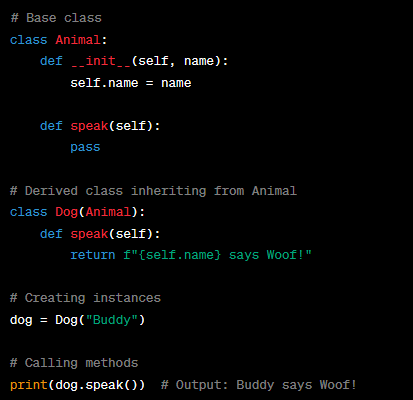 # Base class
class Animal:
    def __init__(self, name):
        self.name = name

    def speak(self):
        pass

# Derived class inheriting from Animal
class Dog(Animal):
    def speak(self):
        return f"{self.name} says Woof!"

# Creating instances
dog = Dog("Buddy")

# Calling methods
print(dog.speak())  # Output: Buddy says Woof!